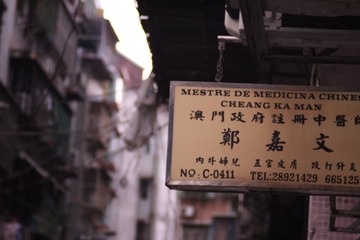 MESTRE DE MEDICINA CHINES
CHEANG KA MAN
澳門政府註冊中醫師
鄭嘉文
內外婦兒 五官皮膚 跌打針灸
NO: C-0411 TEL:28921429 665125